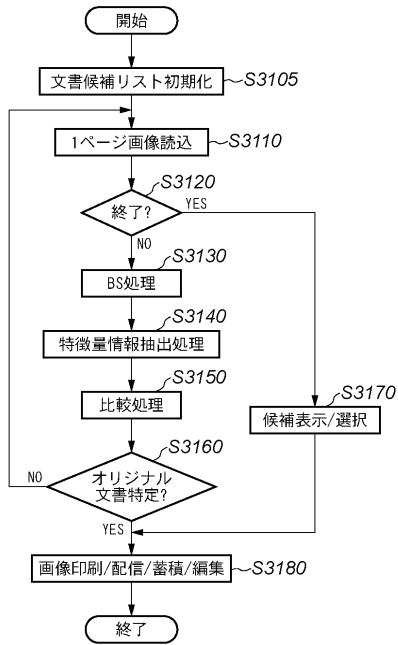 開始
文書候補リスト初期化
S3105
1ページ画像読込
S3110
S3120
終了?
YES
NO
S3130
BS処理
S3140
特徴量情報抽出処理
S3150
比較処理
S3170
候補表示/選択
S3160
NO
オリジナル
文書特定?
YES
画像印刷/配信/蓄積/編集
S3180
終了